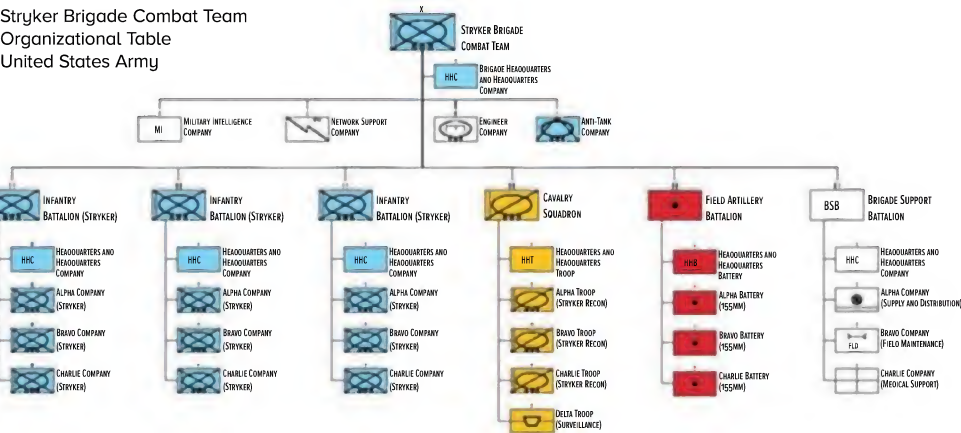 Stryker Brigade Combat Team
Organizational Table
United States Army
X
STRYKER BRIGADE
COMBAT TEAM
HHC
BRIGADE HEADQUARTERS
AND HEADQUARTERS
COMPANY
MI
MILITARY INTELLIGENCE
COMPANY
NETWORK SUPPORT
COMPANY
ENGINEER
COMPANY
ANTI-TANK
COMPANY
INFANTRY
BATTALION (STRYKER)
INFANTRY
BATTALION (STRYKER)
INFANTRY
BATTALION (STRYKER)
CAVALRY
SQUADRON
FIELD ARTILLERY
BATTALION
BSB
BRIGADE SUPPORT
BATTALION
HHC
HEADQUARTERS AND
HEADQUARTERS
COMPANY
HHC
HEADQUARTERS AND
HEADQUARTERS
COMPANY
HHC
HEADQUARTERS AND
HEADQUARTERS
COMPANY
HHT
HEADQUARTERS AND
HEADQUARTERS
TROOP
HHB
HEADQUARTERS AND
HEADQUARTERS
BATTERY
HHC
HEADQUARTERS AND
HEADQUARTERS
COMPANY
ALPHA COMPANY
(STRYKER)
ALPHA COMPANY
(STRYKER)
ALPHA COMPANY
(STRYKER)
ALPHA TROOP
(STRYKER RECON)
ALPHA BATTERY
(155MM)
ALPHA COMPANY
(SUPPLY AND DISTRIBUTION)
BRAVO COMPANY
(STRYKER)
BRAVO COMPANY
(STRYKER)
BRAVO COMPANY
(STRYKER)
BRAVO TROOP
(STRYKER RECON)
BRAVO BATTERY
(155MM)
FLD
BRAVO COMPANY
(FIELD MAINTENANCE)
CHARLIE COMPANY
(STRYKER)
CHARLIE COMPANY
(STRYKER)
CHARLIE COMPANY
(STRYKER)
CHARLIE TROOP
(STRYKER RECON)
CHARLIE BATTERY
(155MM)
CHARLIE COMPANY
(MEDICAL SUPPORT)
DELTA TROOP
(SURVEILLANCE)